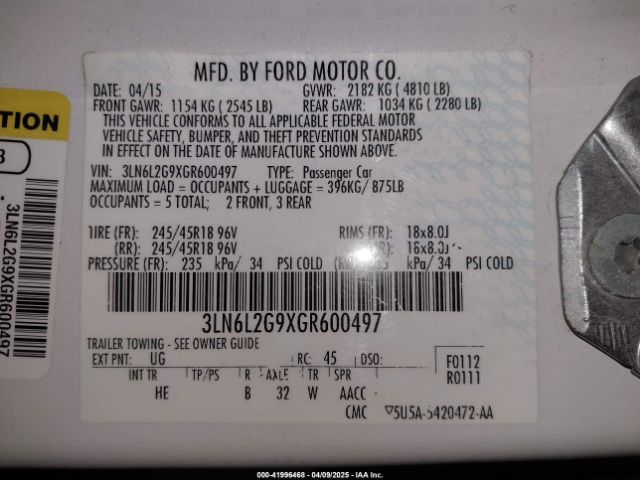 MFD. BY FORD MOTOR CO.
DATE: 04/15 GVWR: 2182 KG ( 4810 LB)
FRONT GAWR: 1154 KG ( 2545 LB) REAR GAWR: 1034 KG ( 2280 LB)
THIS VEHICLE CONFORMS TO ALL APPLICABLE FEDERAL MOTOR
VEHICLE SAFETY, BUMPER, AND THEFT PREVENTION STANDARDS
IN EFFECT ON THE DATE OF MANUFACTURE SHOWN ABOVE.
VIN: 3LN6L2G9XGR600497 TYPE: Passenger Car
MAXIMUM LOAD = OCCUPANTS + LUGGAGE = 396KG/ 875LB
OCCUPANTS = 5 TOTAL; 2 FRONT, 3 REAR
TIRE (FR): 245/45R18 96V RIMS (FR): 18x8.0J
(RR): 245/45R18 96V (RR): 18x8.0J
PRESSURE (FR): 235 kPa/ 34 PSI COLD kPa/ 34 PSI COLD
3LN6L2G9XGR600497
TRAILER TOWING - SEE OWNER GUIDE
EXT PNT: UG RC: 45 DSO:
F0112
R0111
INT TR TP/PS R AXLE TR SPR
HE B 32 W AACC
CMC ▽5U5A-5420472-AA
TION
3LN6L2G9XGR600497
000-41996468 - 04/09/2025 - IAA, Inc.